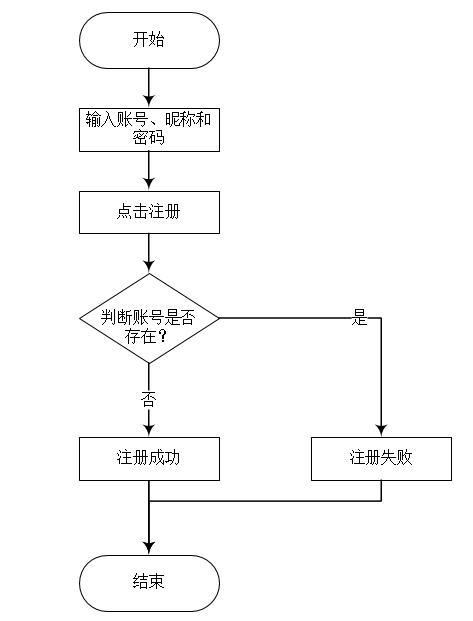 开始
输入账号、昵称和
密码
点击注册
判断账号是否
存在？
是
否
注册成功
注册失败
结束